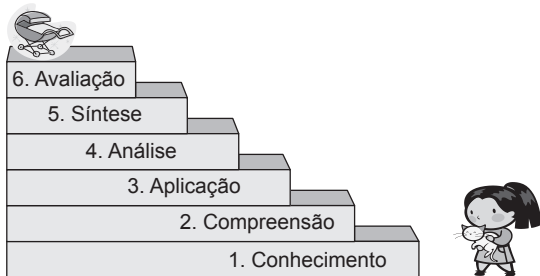 6. Avaliação
5. Síntese
4. Análise
3. Aplicação
2. Compreensão
1. Conhecimento